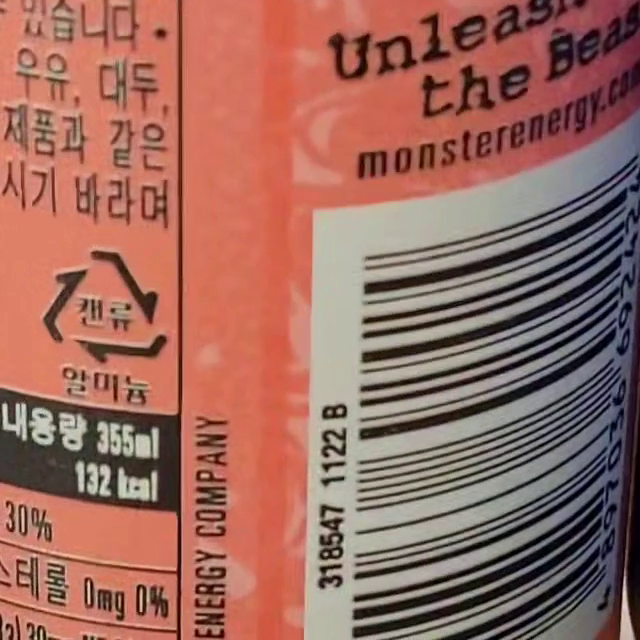 있습니다.
우유, 대두,
제품과 같은
시기 바라며
캔류
알미늄
내용량 355ml
132 kcal
30%
스테롤 0mg 0%
ENERGY COMPANY
Unleash
the Beast
monsterenergy.com
318547 1122 B